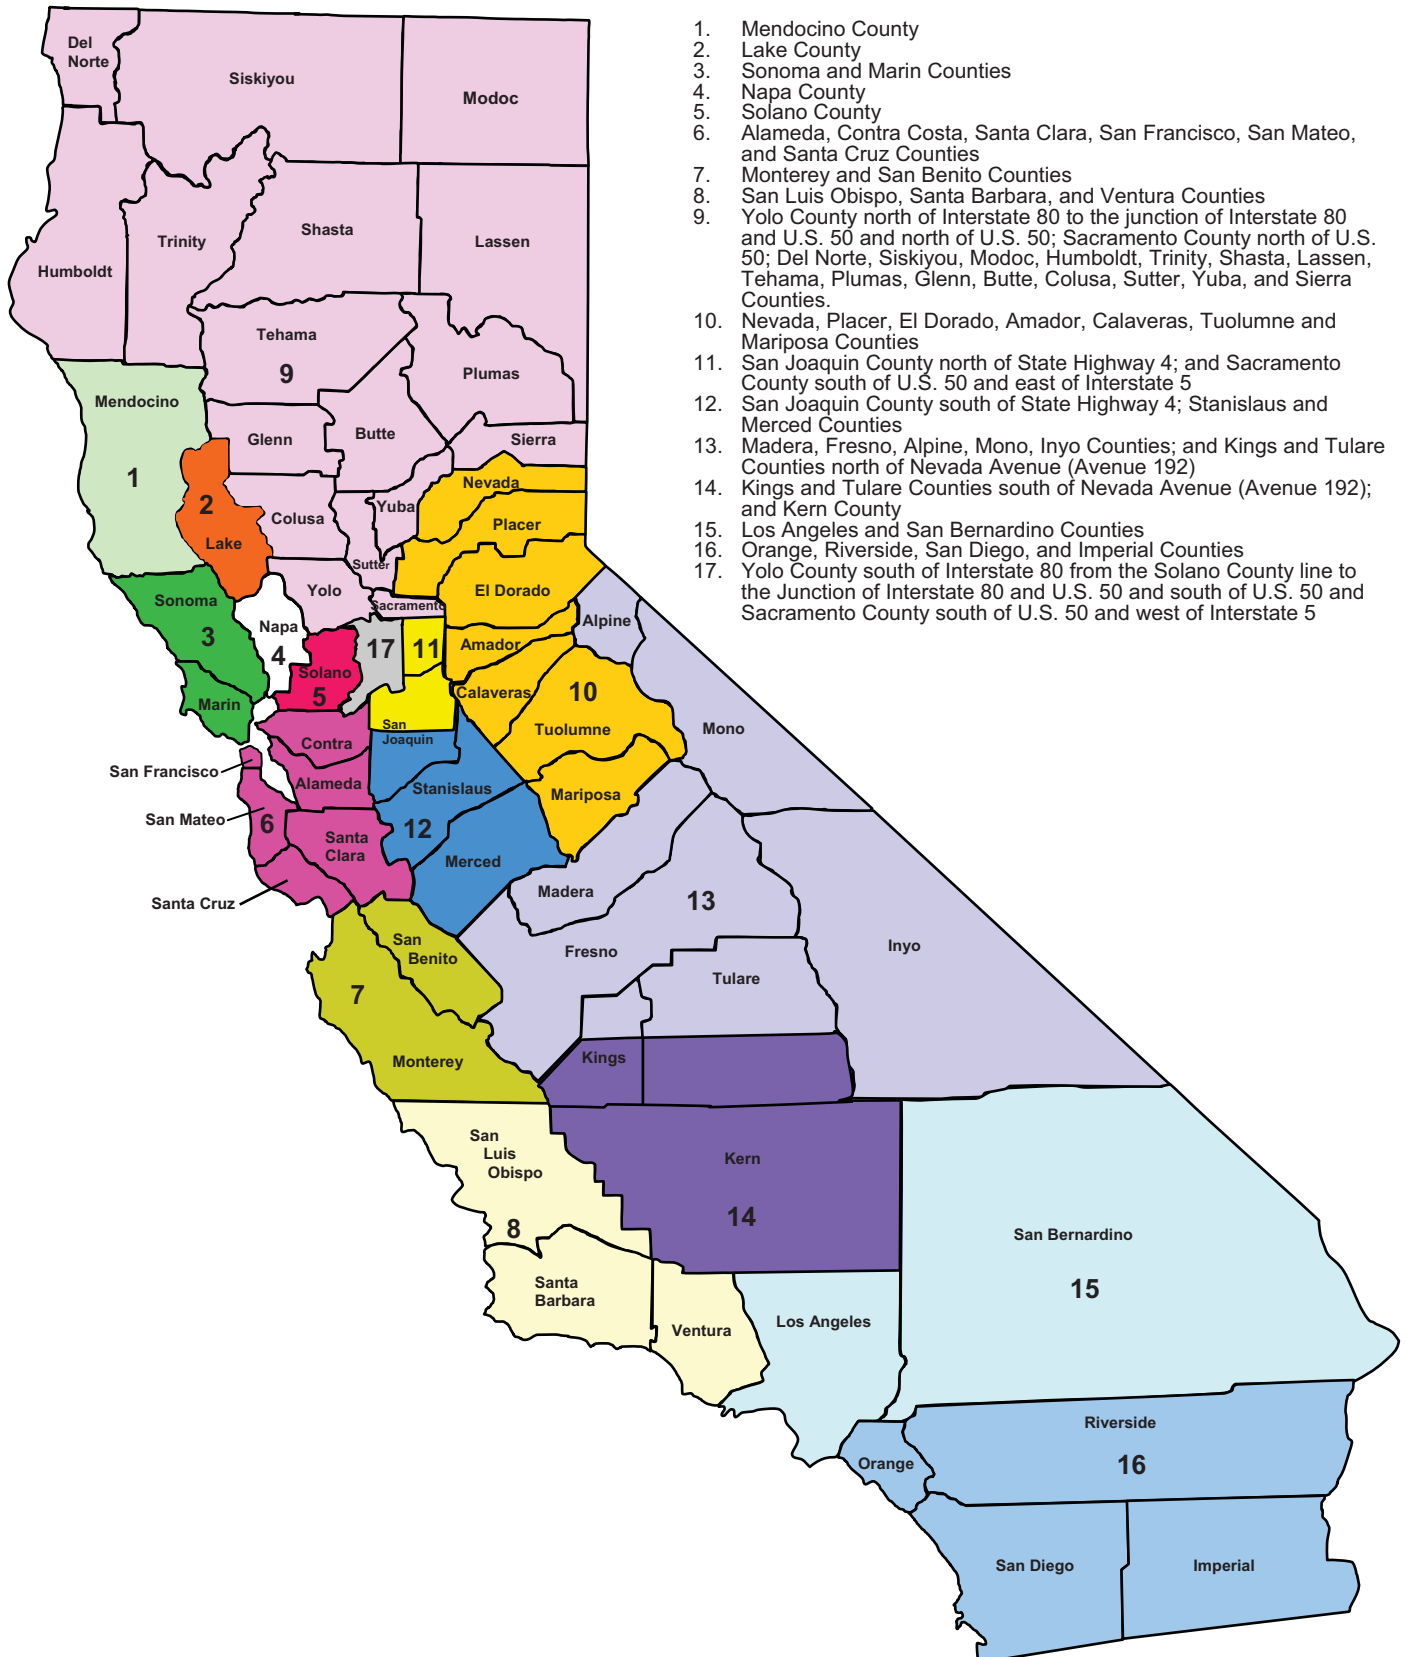 1. Mendocino County
2. Lake County
3. Sonoma and Marin Counties
4. Napa County
5. Solano County
6. Alameda, Contra Costa, Santa Clara, San Francisco, San Mateo,
and Santa Cruz Counties
7. Monterey and San Benito Counties
8. San Luis Obispo, Santa Barbara, and Ventura Counties
9. Yolo County north of Interstate 80 to the junction of Interstate 80
and U.S. 50 and north of U.S. 50; Sacramento County north of U.S.
50; Del Norte, Siskiyou, Modoc, Humboldt, Trinity, Shasta, Lassen,
Tehama, Plumas, Glenn, Butte, Colusa, Sutter, Yuba, and Sierra
Counties.
10. Nevada, Placer, El Dorado, Amador, Calaveras, Tuolumne and
Mariposa Counties
11. San Joaquin County north of State Highway 4; and Sacramento
County south of U.S. 50 and east of Interstate 5
12. San Joaquin County south of State Highway 4; Stanislaus and
Merced Counties
13. Madera, Fresno, Alpine, Mono, Inyo Counties; and Kings and Tulare
Counties north of Nevada Avenue (Avenue 192)
14. Kings and Tulare Counties south of Nevada Avenue (Avenue 192);
and Kern County
15. Los Angeles and San Bernardino Counties
16. Orange, Riverside, San Diego, and Imperial Counties
17. Yolo County south of Interstate 80 from the Solano County line to
the Junction of Interstate 80 and U.S. 50 and south of U.S. 50 and
Sacramento County south of U.S. 50 and west of Interstate 5
Del
Norte
Siskiyou
Modoc
Humboldt
Trinity
Shasta
Lassen
Tehama
9
Plumas
Mendocino
1
Glenn
Butte
Sierra
2
Lake
Colusa
Yuba
Nevada
Placer
Sutter
Yolo
Sacramento
El Dorado
Alpine
Sonoma
3
Napa
4
Solano
5
17
11
Amador
Marin
Calaveras
10
Tuolumne
Mono
San
Joaquin
Contra
San Francisco
Alameda
Stanislaus
Mariposa
San Mateo
6
Santa
Clara
12
Merced
Santa Cruz
Madera
13
San
Benito
Fresno
Inyo
Tulare
7
Monterey
Kings
San
Luis
Obispo
8
Kern
14
San Bernardino
15
Santa
Barbara
Ventura
Los Angeles
Riverside
16
Orange
San Diego
Imperial